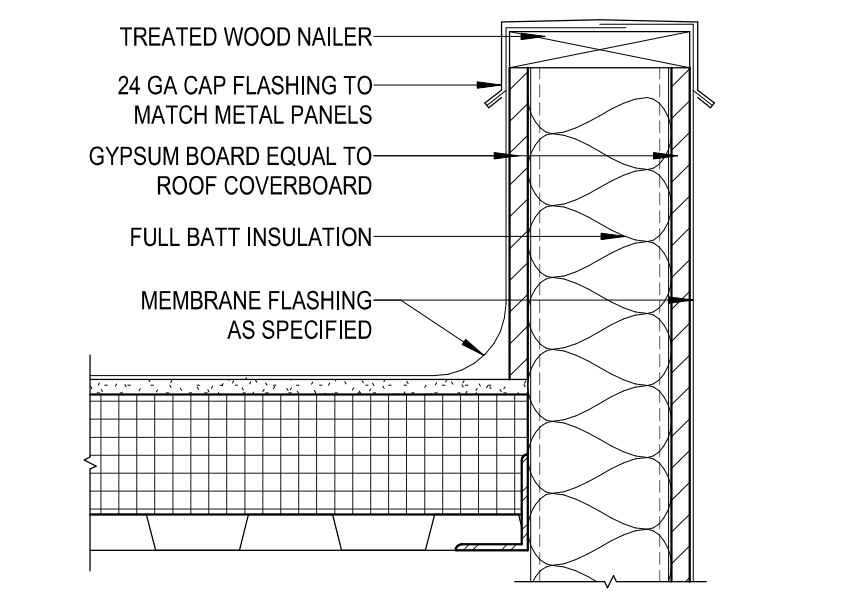 TREATED WOOD NAILER
24 GA CAP FLASHING TO
MATCH METAL PANELS
GYPSUM BOARD EQUAL TO
ROOF COVERBOARD
FULL BATT INSULATION
MEMBRANE FLASHING
AS SPECIFIED